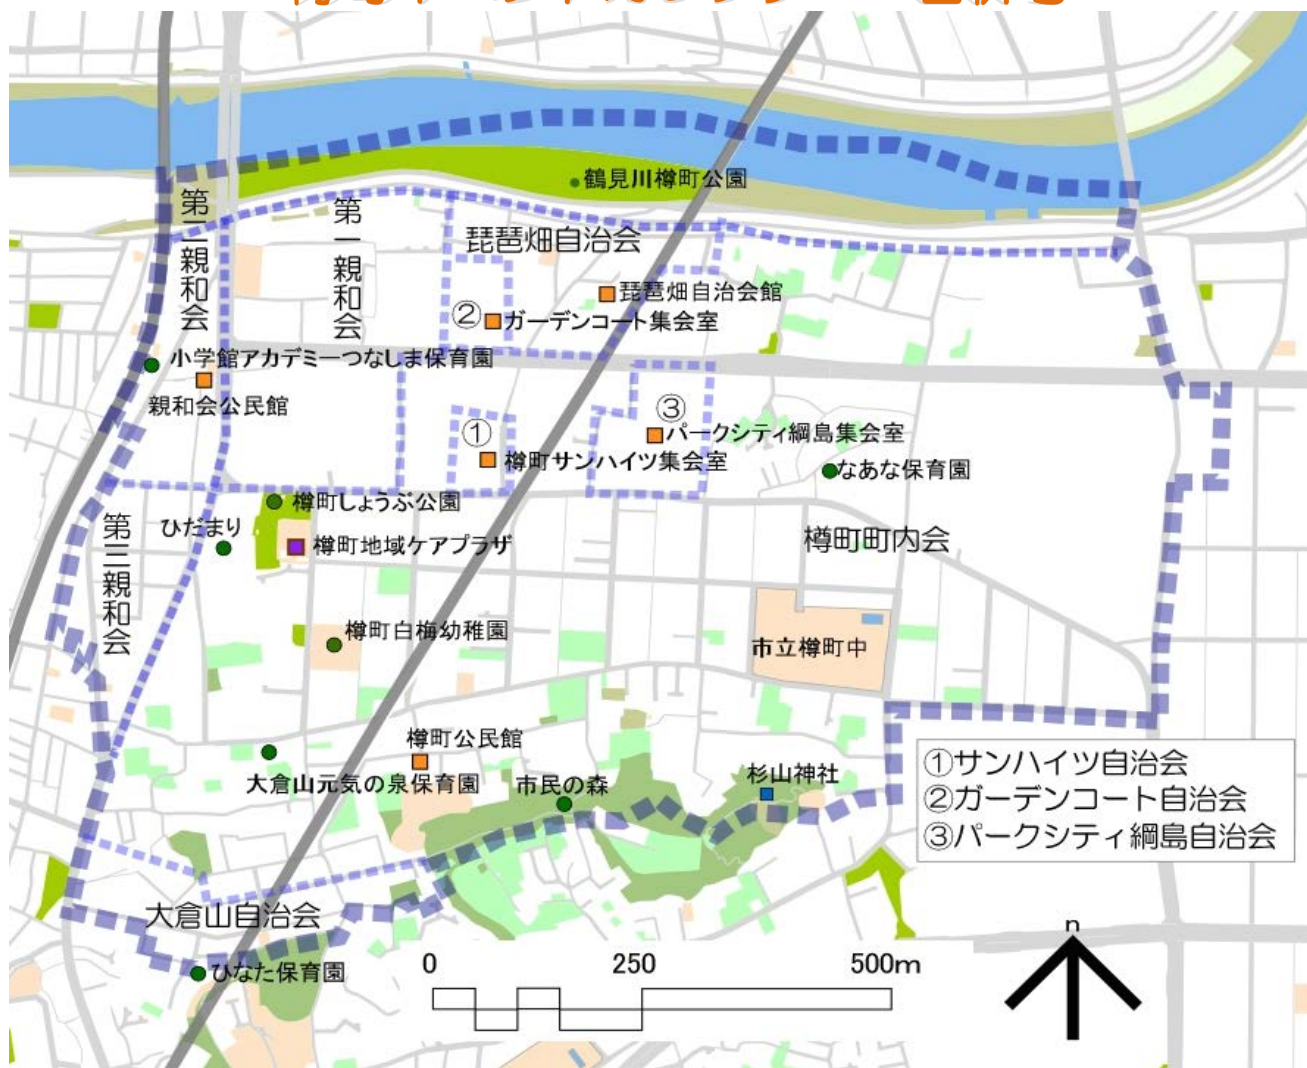 鶴見川樽町公園
第二親和会
第一親和会
琵琶畑自治会
琵琶畑自治会館
②
ガーデンコート集会室
小学館アカデミーつなしま保育園
親和会公民館
③
パークシティ綱島集会室
①
樽町サンハイツ集会室
なあな保育園
樽町しょうぶ公園
ひだまり
第三親和会
樽町地域ケアプラザ
樽町町内会
樽町白梅幼稚園
市立樽町中
樽町公民館
大倉山元気の泉保育園
市民の森
杉山神社
①サンハイツ自治会
②ガーデンコート自治会
③パークシティ綱島自治会
大倉山自治会
ひなた保育園
0 250 500m
n